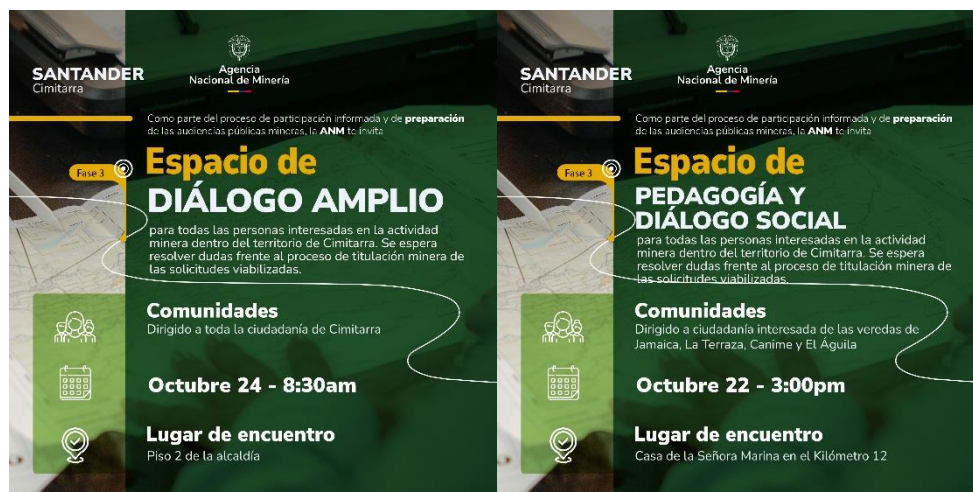 SANTANDER
Cimitarra
Agencia
Nacional de Minería
Como parte del proceso de participación informada y de preparación
de las audiencias públicas mineras, la ANM te invita
Fase 3
Espacio de
DIÁLOGO AMPLIO
para todas las personas interesadas en la actividad
minera dentro del territorio de Cimitarra. Se espera
resolver dudas frente al proceso de titulación minera de
las solicitudes viabilizadas.
Comunidades
Dirigido a toda la ciudadanía de Cimitarra
Octubre 24 - 8:30am
Lugar de encuentro
Piso 2 de la alcaldía
SANTANDER
Cimitarra
Agencia
Nacional de Minería
Como parte del proceso de participación informada y de preparación
de las audiencias públicas mineras, la ANM te invita
Fase 3
Espacio de
PEDAGOGÍA Y
DIÁLOGO SOCIAL
para todas las personas interesadas en la actividad
minera dentro del territorio de Cimitarra. Se espera
resolver dudas frente al proceso de titulación minera de
las solicitudes viabilizadas.
Comunidades
Dirigido a ciudadanía interesada de las veredas de
Jamaica, La Terraza, Canime y El Águila
Octubre 22 - 3:00pm
Lugar de encuentro
Casa de la Señora Marina en el Kilómetro 12